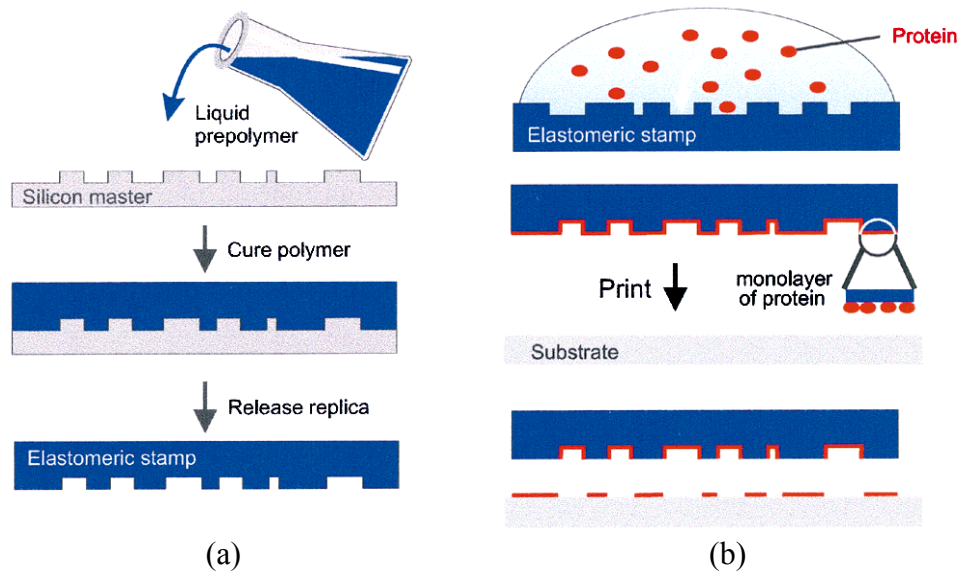 Liquid
prepolymer
Silicon master
Cure polymer
Release replica
Elastomeric stamp
(a)
Protein
Elastomeric stamp
Print
monolayer
of protein
Substrate
(b)